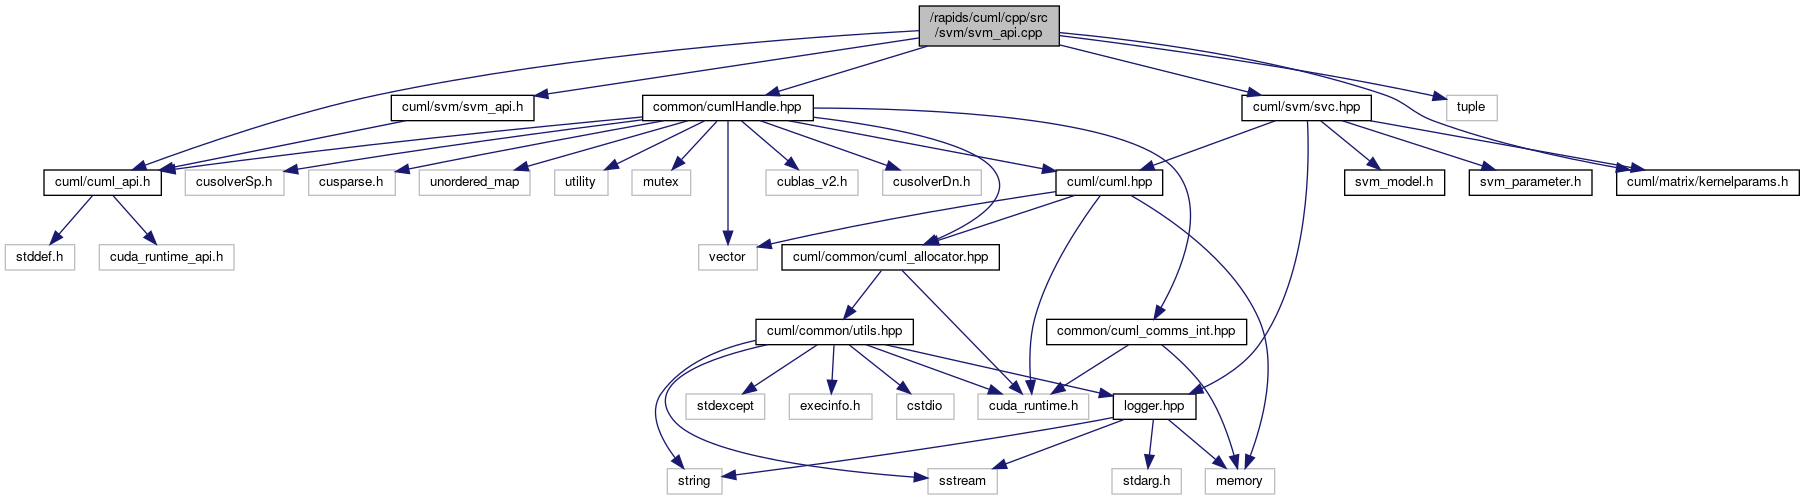 /rapids/cuml/cpp/src
/svm/svm_api.cpp
cuml/svm/svm_api.h
common/cumlHandle.hpp
cuml/svm/svc.hpp
tuple
cuml/cuml_api.h
cusolverSp.h
cusparse.h
unordered_map
utility
mutex
cublas_v2.h
cusolverDn.h
cuml/cuml.hpp
svm_model.h
svm_parameter.h
cuml/matrix/kernelparams.h
stddef.h
cuda_runtime_api.h
vector
cuml/common/cuml_allocator.hpp
cuml/common/utils.hpp
common/cuml_comms_int.hpp
stdexcept
execinfo.h
cstdio
cuda_runtime.h
logger.hpp
string
sstream
stdarg.h
memory